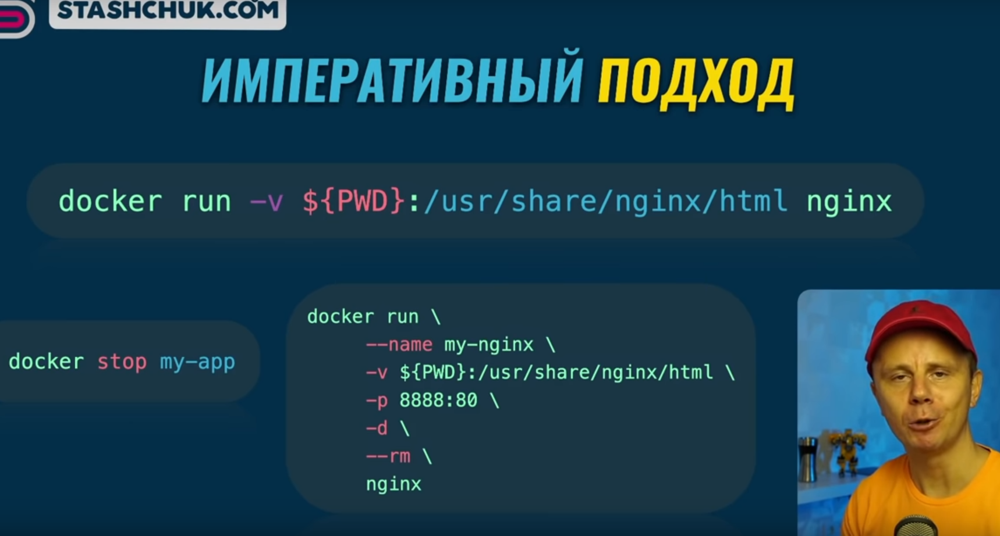 STASHCHUK.COM
ИМПЕРАТИВНЫЙ ПОДХОД
docker run -v ${PWD}:/usr/share/nginx/html nginx
docker stop my-app
docker run \
--name my-nginx \
-v ${PWD}:/usr/share/nginx/html \
-p 8888:80 \
-d \
--rm \
nginx